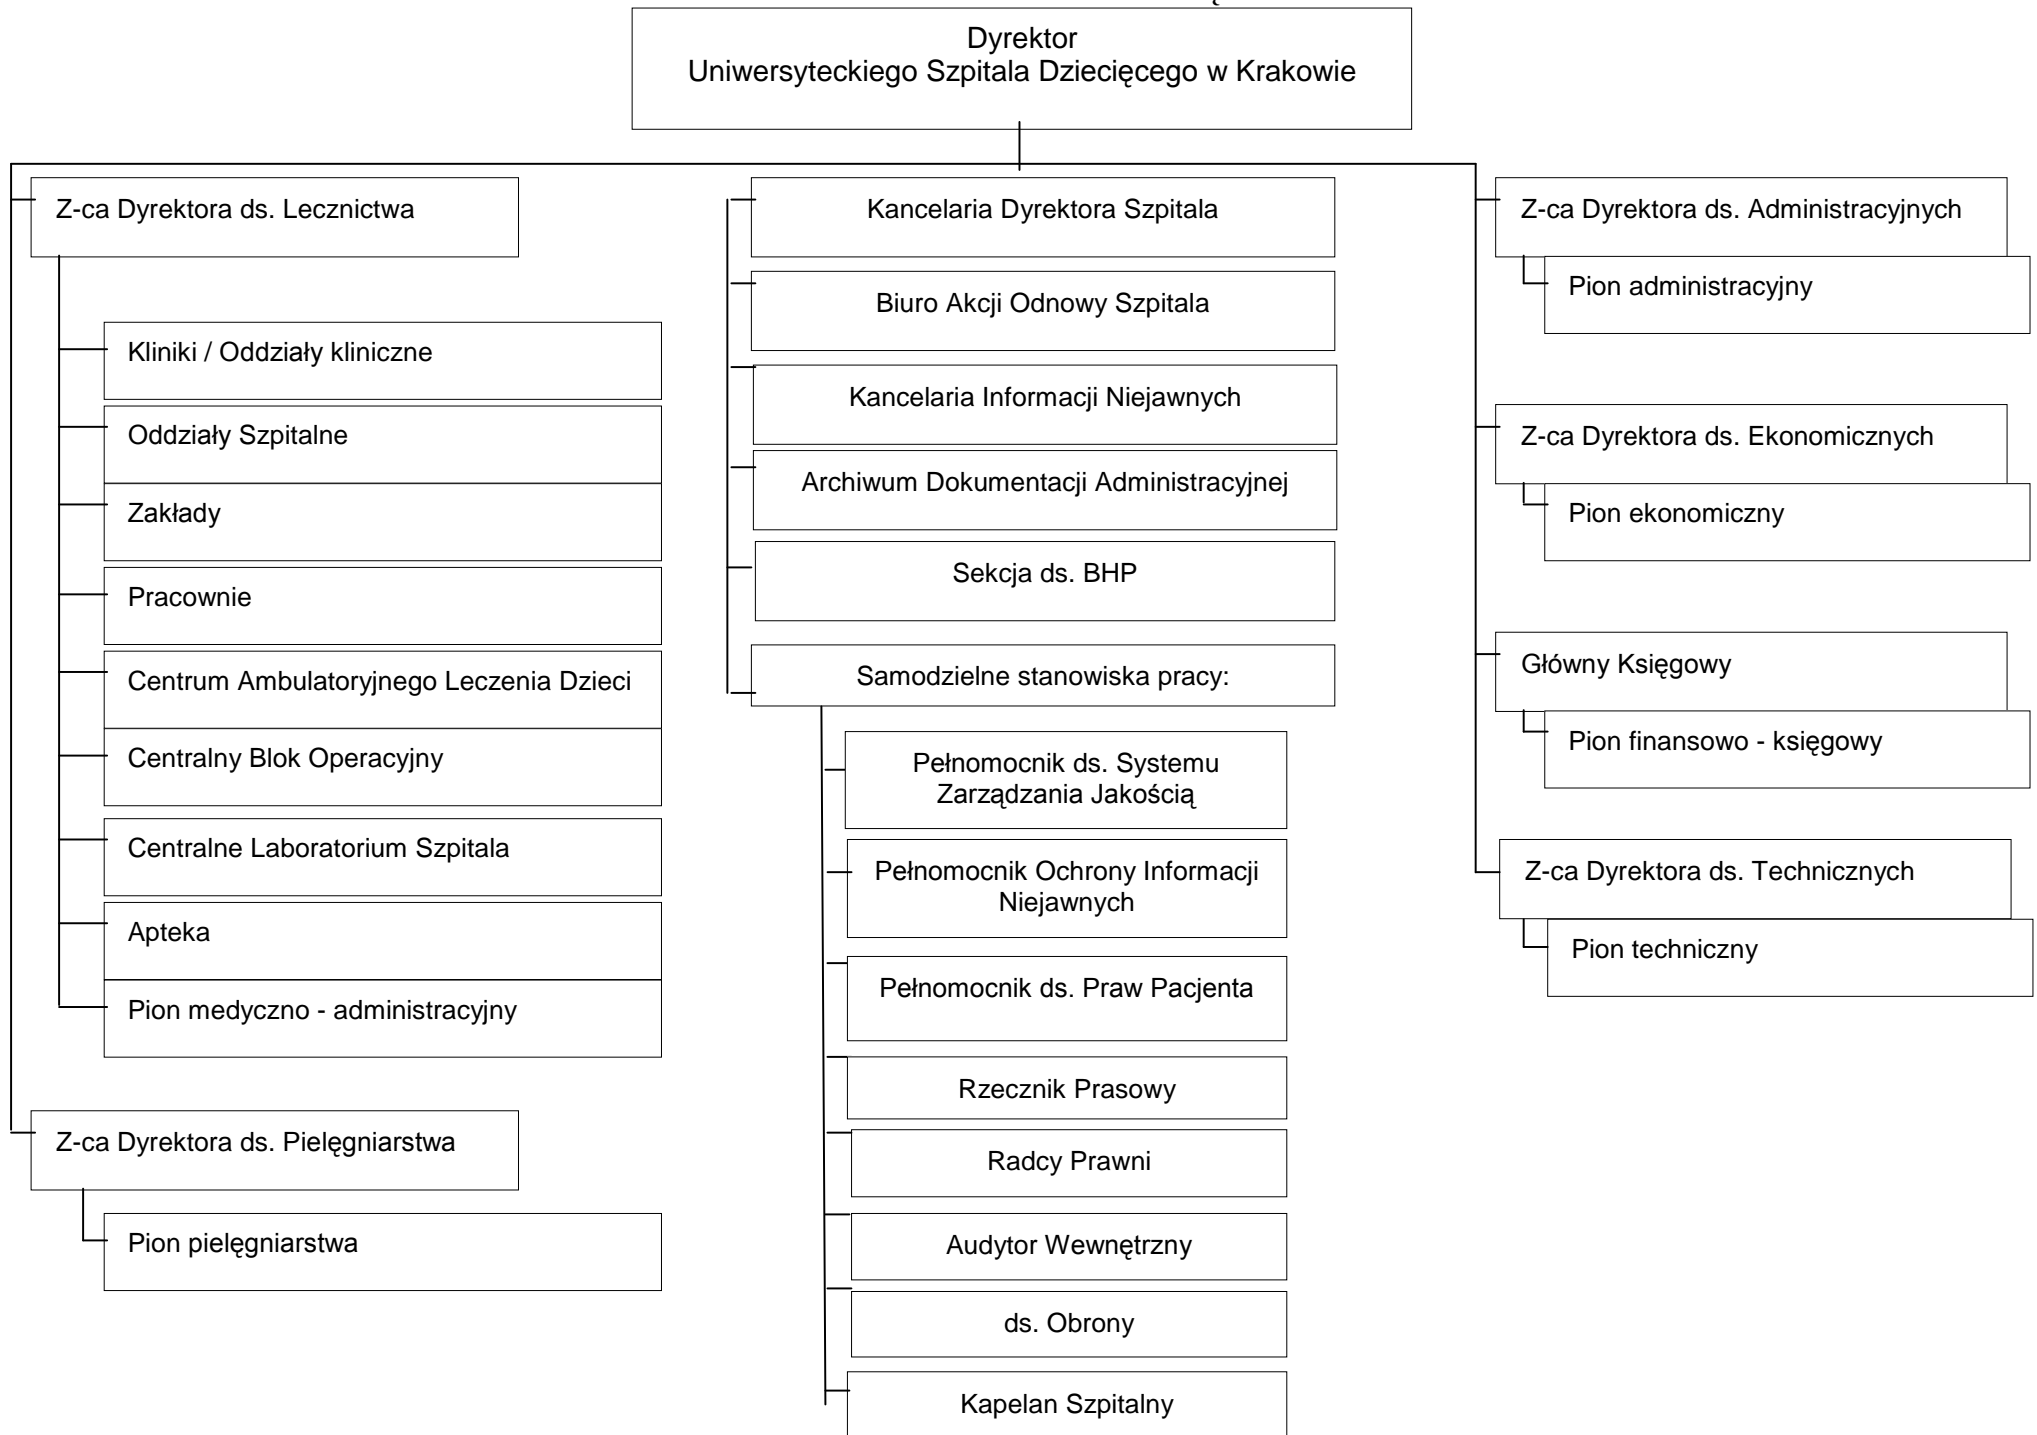 Dyrektor
Uniwersyteckiego Szpitala Dziecięcego w Krakowie
Z-ca Dyrektora ds. Lecznictwa
Kliniki / Oddziały kliniczne
Oddziały Szpitalne
Zakłady
Pracownie
Centrum Ambulatoryjnego Leczenia Dzieci
Centralny Blok Operacyjny
Centralne Laboratorium Szpitala
Apteka
Pion medyczno - administracyjny
Z-ca Dyrektora ds. Pielęgniarstwa
Pion pielęgniarstwa
Kancelaria Dyrektora Szpitala
Biuro Akcji Odnowy Szpitala
Kancelaria Informacji Niejawnych
Archiwum Dokumentacji Administracyjnej
Sekcja ds. BHP
Samodzielne stanowiska pracy:
Pełnomocnik ds. Systemu
Zarządzania Jakością
Pełnomocnik Ochrony Informacji
Niejawnych
Pełnomocnik ds. Praw Pacjenta
Rzecznik Prasowy
Radcy Prawni
Audytor Wewnętrzny
ds. Obrony
Kapelan Szpitalny
Z-ca Dyrektora ds. Administracyjnych
Pion administracyjny
Z-ca Dyrektora ds. Ekonomicznych
Pion ekonomiczny
Główny Księgowy
Pion finansowo - księgowy
Z-ca Dyrektora ds. Technicznych
Pion techniczny